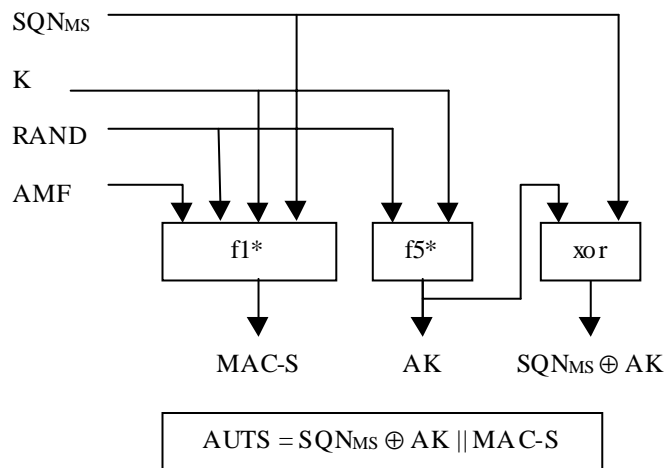 SQNMS
K
RAND
AMF
f1*
f5*
xor
MAC-S
AK
SQNMS ⊕ AK
AUTS = SQNMS ⊕ AK || MAC-S